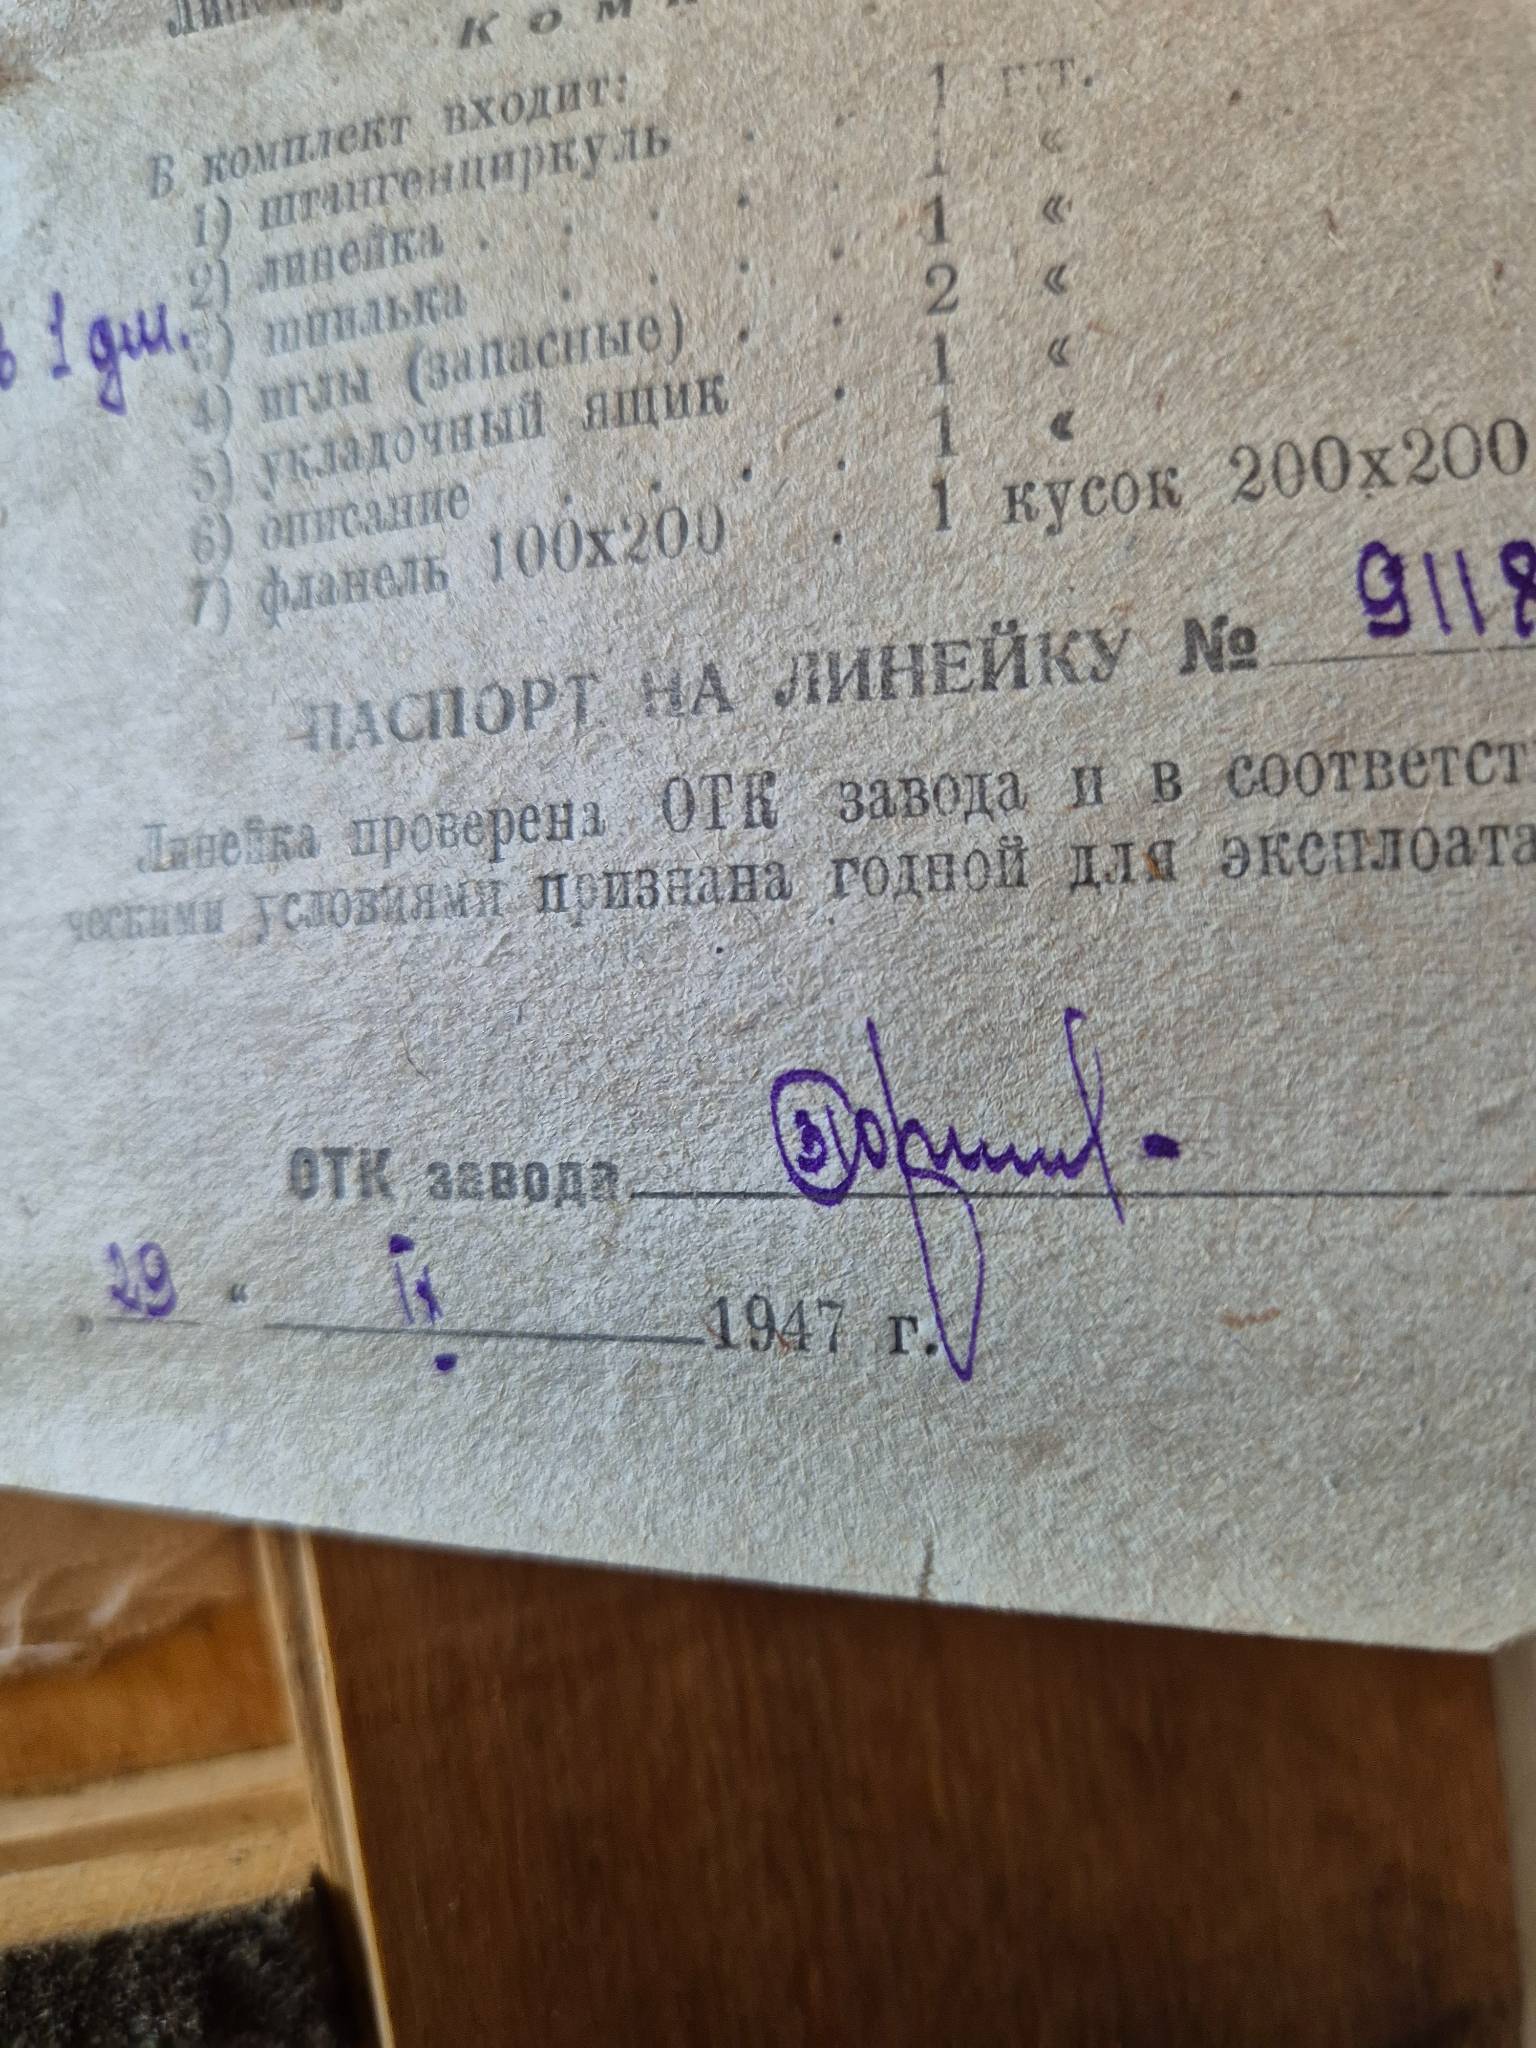 В комплект входит:
1) штангенциркуль . 1 шт.
2) линейка . . . . . 1 «
3) шпилька . . . . 1 «
4) иглы (запасные) . . 2 «
5) укладочный ящик . 1 «
6) описание . . . . 1 «
7) фланель 100х200 . 1 кусок 200х200
1 дм.
ПАСПОРТ НА ЛИНЕЙКУ № 9118
Линейка проверена ОТК завода и в соответст
ческими условиями признана годной для эксплоата
ОТК завода
„ 29 “ IX 1947 г.